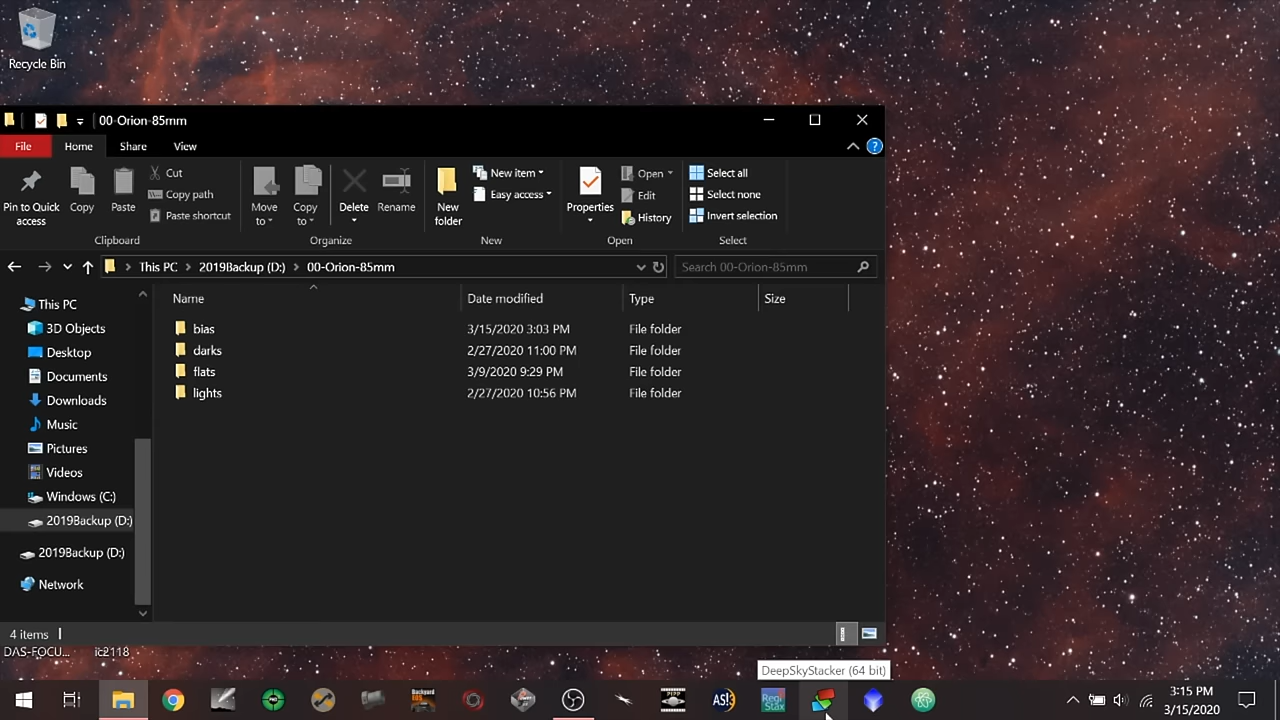 Recycle Bin
00-Orion-85mm
File Home Share View
Pin to Quick access
Copy
Paste
Cut
Copy path
Paste shortcut
Clipboard
Move to
Copy to
Delete
Rename
Organize
New folder
New item
Easy access
New
Properties
Open
Edit
History
Open
Select all
Select none
Invert selection
Select
This PC 2019Backup (D:) 00-Orion-85mm
Search 00-Orion-85mm
This PC
3D Objects
Desktop
Documents
Downloads
Music
Pictures
Videos
Windows (C:)
2019Backup (D:)
2019Backup (D:)
Network
Name Date modified Type Size
bias 3/15/2020 3:03 PM File folder
darks 2/27/2020 11:00 PM File folder
flats 3/9/2020 9:29 PM File folder
lights 2/27/2020 10:56 PM File folder
4 items
DAS-FOCU... ic2118
DeepSkyStacker (64 bit)
3:15 PM
3/15/2020